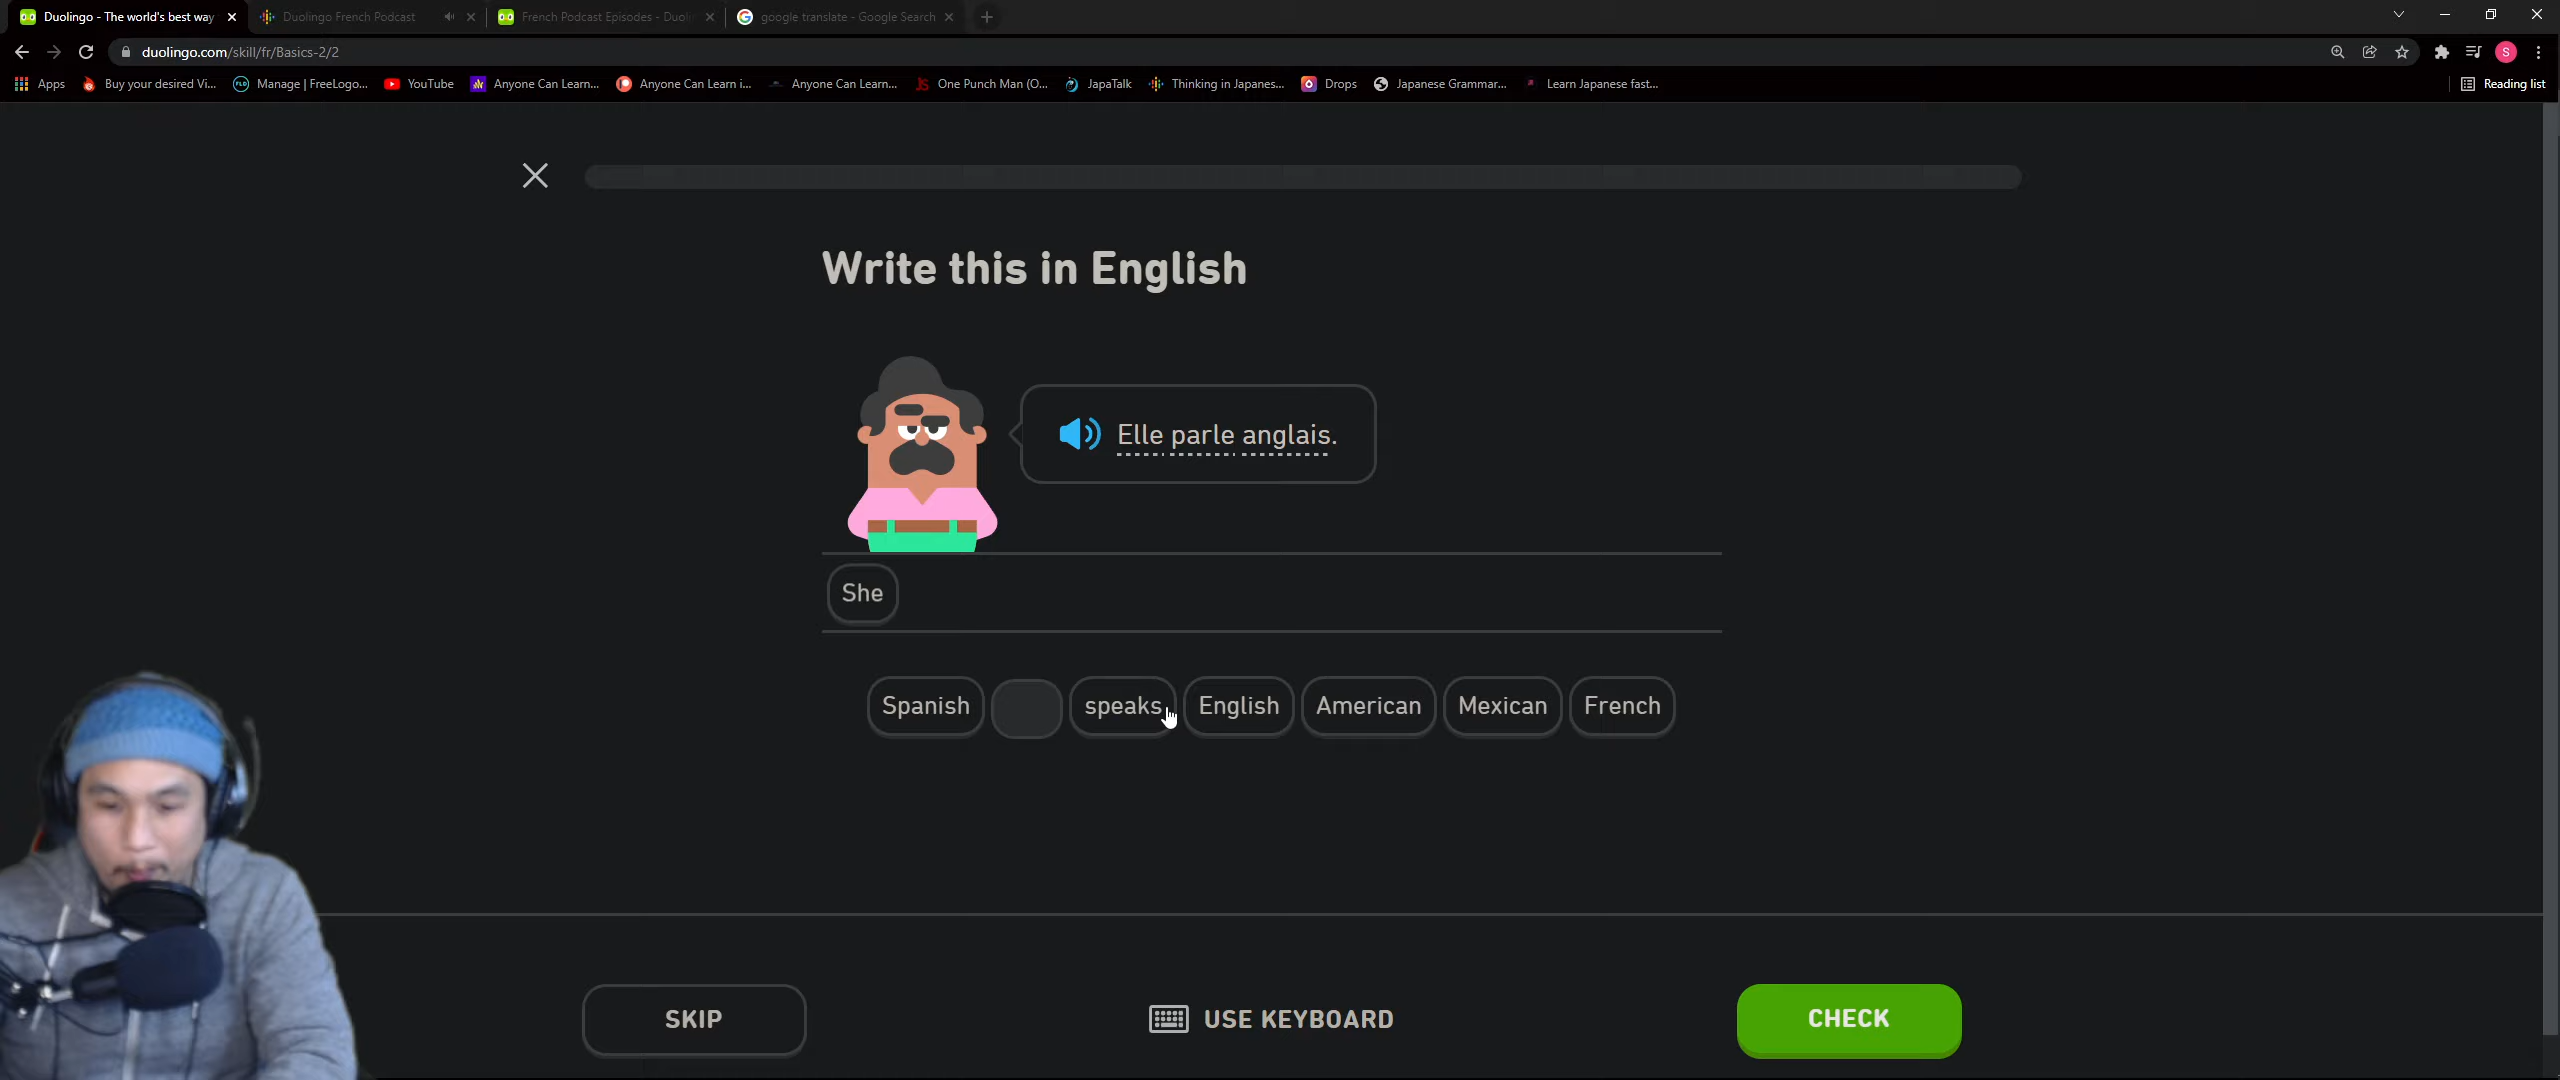 Duolingo - The world's best way
Duolingo French Podcast
French Podcast Episodes - Duoli
google translate - Google Search
duolingo.com/skill/fr/Basics-2/2
S
Apps
Buy your desired Vi...
Manage | FreeLogo...
YouTube
Anyone Can Learn...
Anyone Can Learn i...
Anyone Can Learn...
One Punch Man (O...
JapaTalk
Thinking in Japanes...
Drops
Japanese Grammar...
Learn Japanese fast...
Reading list
Write this in English
Elle parle anglais.
She
Spanish speaks English American Mexican French
SKIP
USE KEYBOARD
CHECK